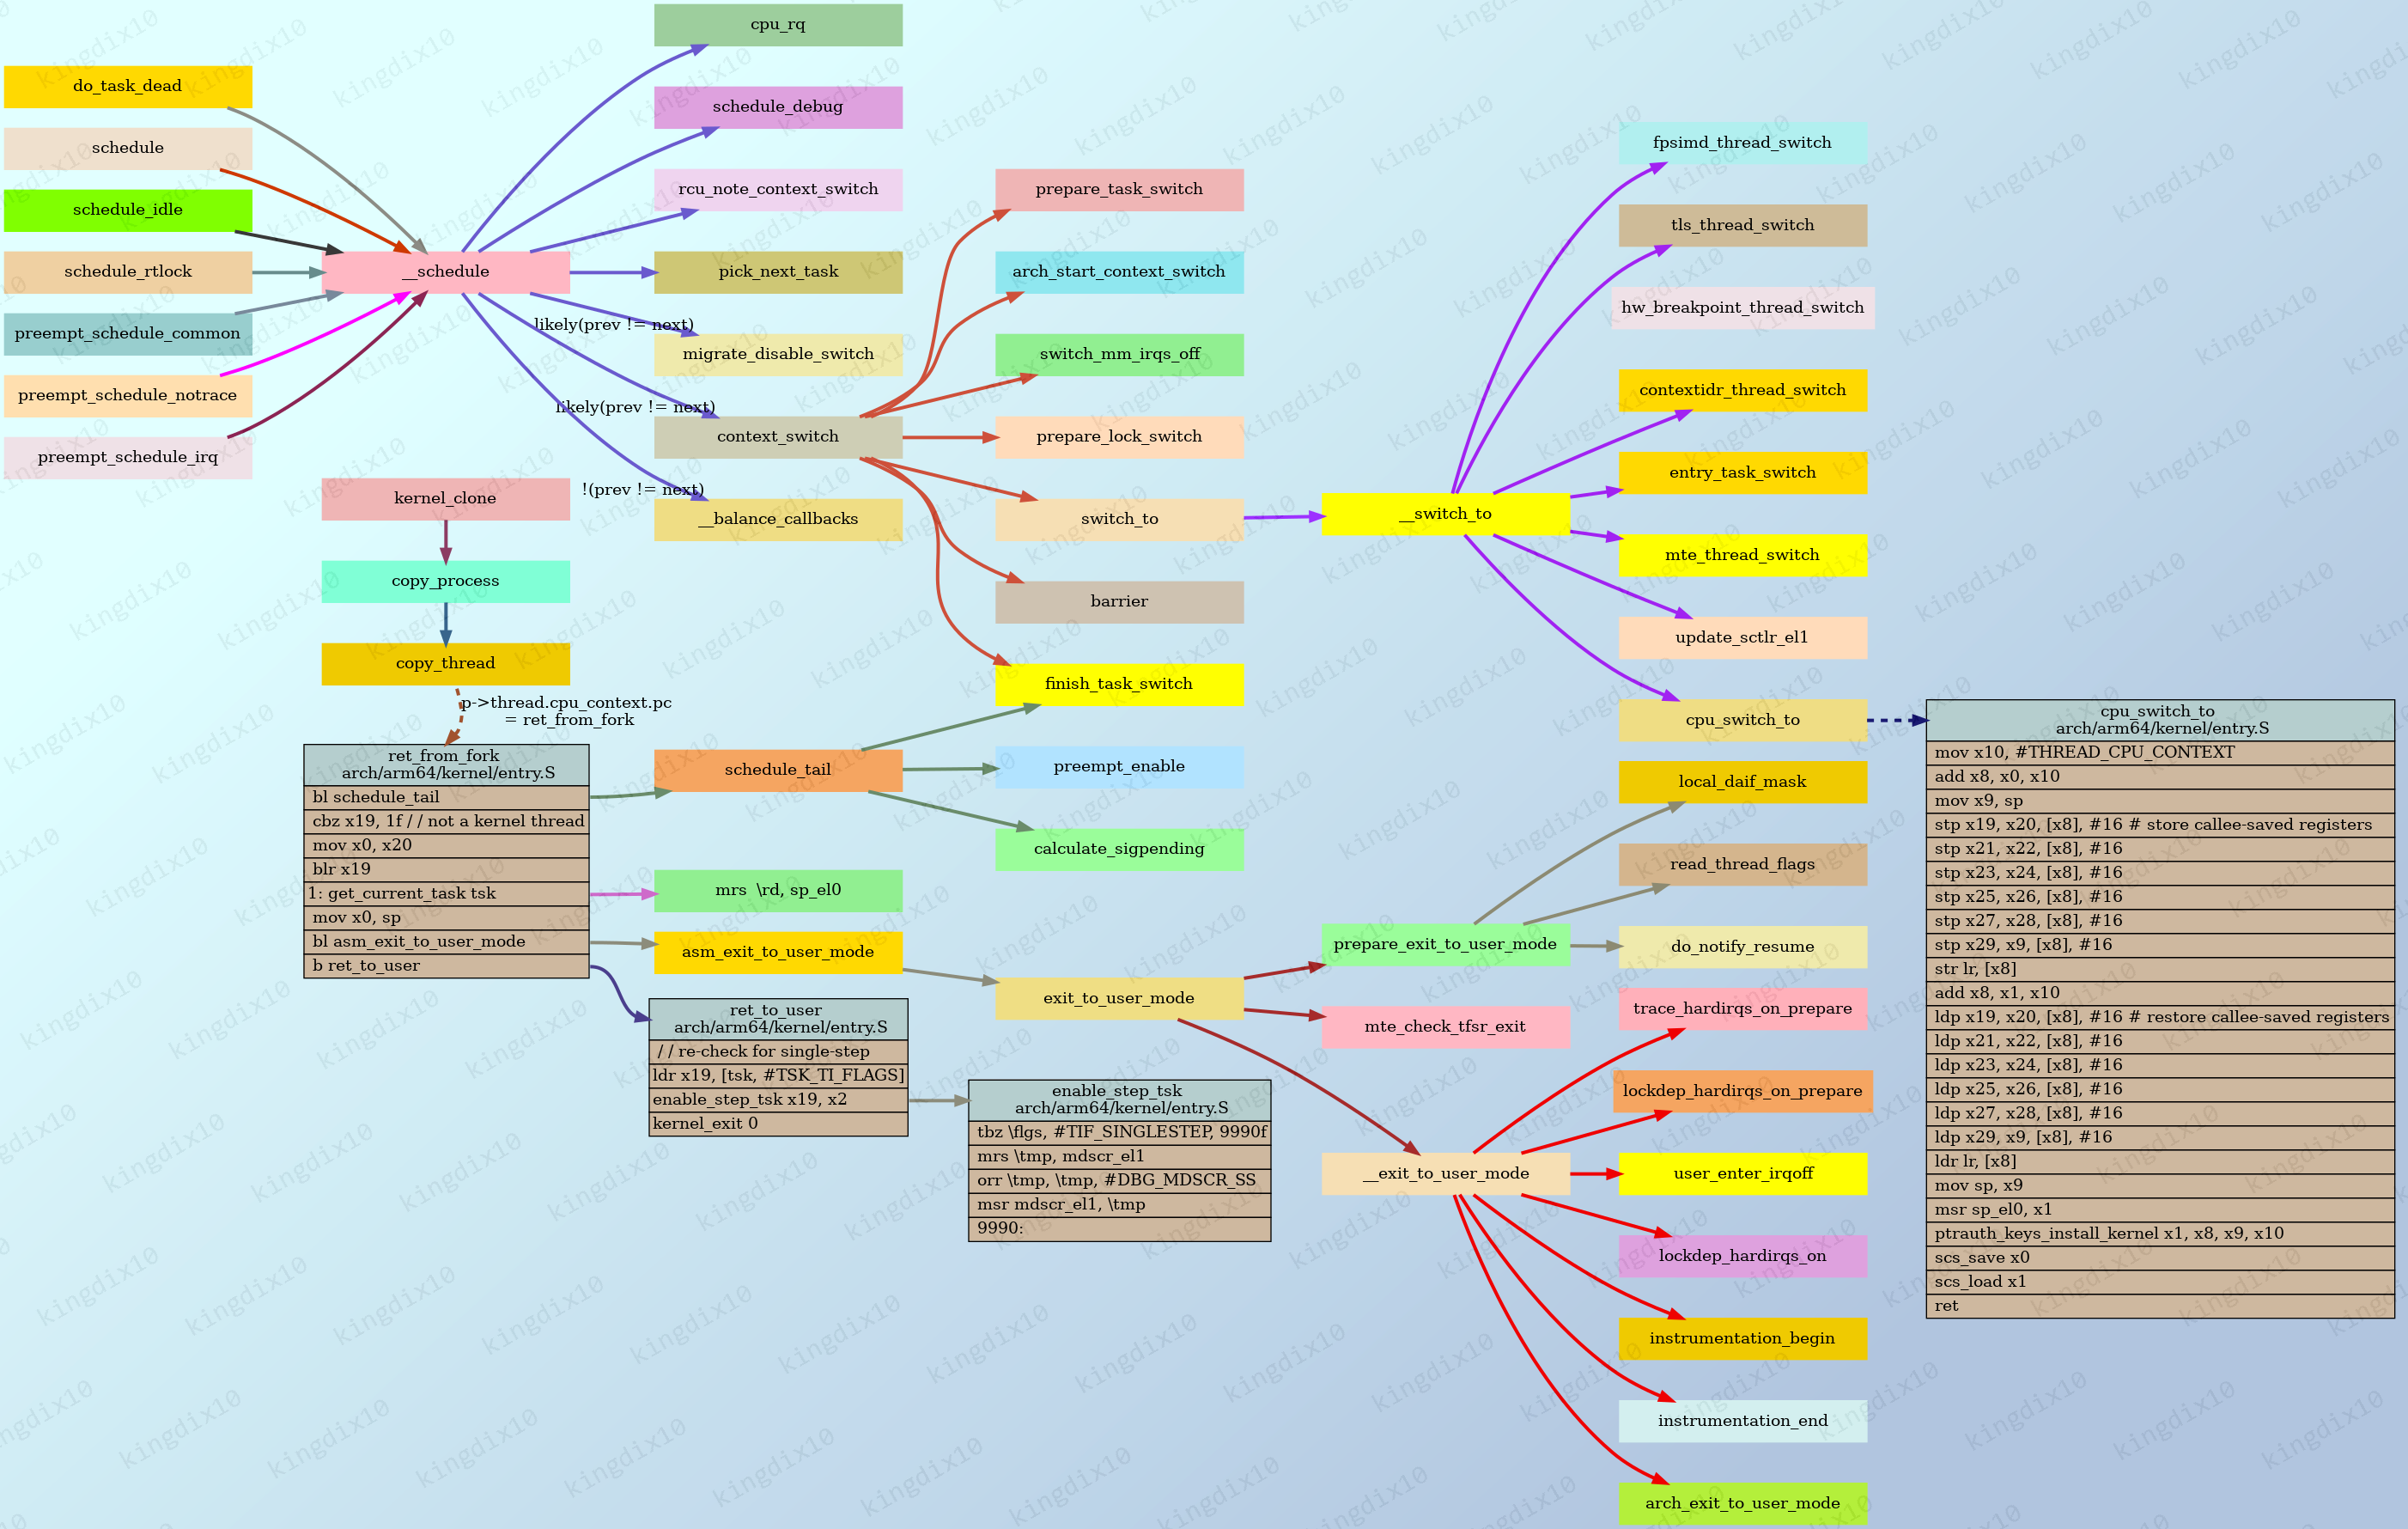 do_task_dead
schedule
schedule_idle
schedule_rtlock
preempt_schedule_common
preempt_schedule_notrace
preempt_schedule_irq
__schedule
kernel_clone
copy_process
copy_thread
p->thread.cpu_context.pc
= ret_from_fork
ret_from_fork
arch/arm64/kernel/entry.S
bl schedule_tail
cbz x19, 1f / / not a kernel thread
mov x0, x20
blr x19
1: get_current_task tsk
mov x0, sp
bl asm_exit_to_user_mode
b ret_to_user
cpu_rq
schedule_debug
rcu_note_context_switch
pick_next_task
likely(prev != next)
migrate_disable_switch
likely(prev != next)
context_switch
!(prev != next)
__balance_callbacks
schedule_tail
mrs \rd, sp_el0
asm_exit_to_user_mode
ret_to_user
arch/arm64/kernel/entry.S
/ / re-check for single-step
ldr x19, [tsk, #TSK_TI_FLAGS]
enable_step_tsk x19, x2
kernel_exit 0
prepare_task_switch
arch_start_context_switch
switch_mm_irqs_off
prepare_lock_switch
switch_to
barrier
finish_task_switch
preempt_enable
calculate_sigpending
exit_to_user_mode
enable_step_tsk
arch/arm64/kernel/entry.S
tbz \flgs, #TIF_SINGLESTEP, 9990f
mrs \tmp, mdscr_el1
orr \tmp, \tmp, #DBG_MDSCR_SS
msr mdscr_el1, \tmp
9990:
__switch_to
prepare_exit_to_user_mode
mte_check_tfsr_exit
__exit_to_user_mode
fpsimd_thread_switch
tls_thread_switch
hw_breakpoint_thread_switch
contextidr_thread_switch
entry_task_switch
mte_thread_switch
update_sctlr_el1
cpu_switch_to
local_daif_mask
read_thread_flags
do_notify_resume
trace_hardirqs_on_prepare
lockdep_hardirqs_on_prepare
user_enter_irqoff
lockdep_hardirqs_on
instrumentation_begin
instrumentation_end
arch_exit_to_user_mode
cpu_switch_to
arch/arm64/kernel/entry.S
mov x10, #THREAD_CPU_CONTEXT
add x8, x0, x10
mov x9, sp
stp x19, x20, [x8], #16 # store callee-saved registers
stp x21, x22, [x8], #16
stp x23, x24, [x8], #16
stp x25, x26, [x8], #16
stp x27, x28, [x8], #16
stp x29, x9, [x8], #16
str lr, [x8]
add x8, x1, x10
ldp x19, x20, [x8], #16 # restore callee-saved registers
ldp x21, x22, [x8], #16
ldp x23, x24, [x8], #16
ldp x25, x26, [x8], #16
ldp x27, x28, [x8], #16
ldp x29, x9, [x8], #16
ldr lr, [x8]
mov sp, x9
msr sp_el0, x1
ptrauth_keys_install_kernel x1, x8, x9, x10
scs_save x0
scs_load x1
ret
kingdix10